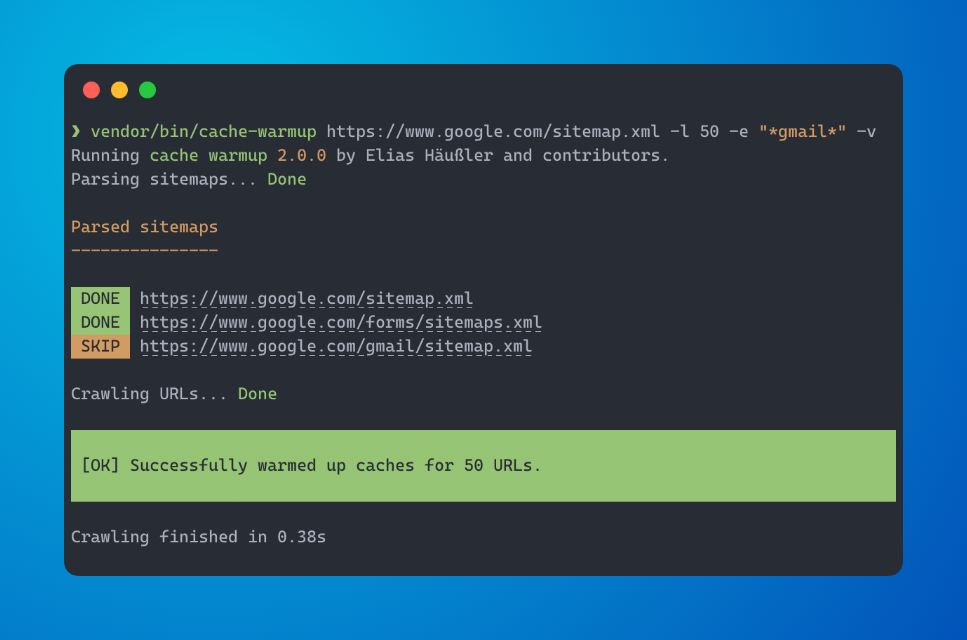 ❯ vendor/bin/cache-warmup https://www.google.com/sitemap.xml -l 50 -e "*gmail*" -v
Running cache warmup 2.0.0 by Elias Häußler and contributors.
Parsing sitemaps... Done
Parsed sitemaps
---------------
DONE https://www.google.com/sitemap.xml
DONE https://www.google.com/forms/sitemaps.xml
SKIP https://www.google.com/gmail/sitemap.xml
Crawling URLs... Done
[OK] Successfully warmed up caches for 50 URLs.
Crawling finished in 0.38s